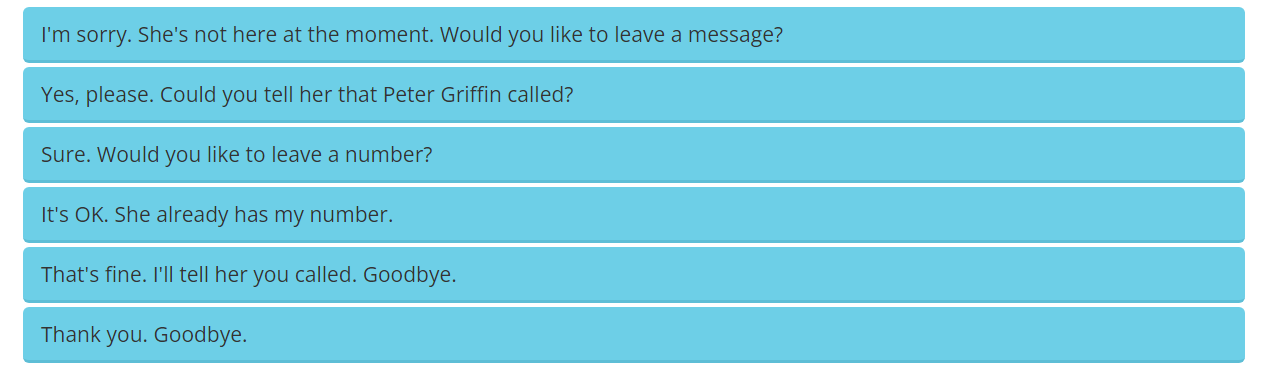 I'm sorry. She's not here at the moment. Would you like to leave a message?
Yes, please. Could you tell her that Peter Griffin called?
Sure. Would you like to leave a number?
It's OK. She already has my number.
That's fine. I'll tell her you called. Goodbye.
Thank you. Goodbye.